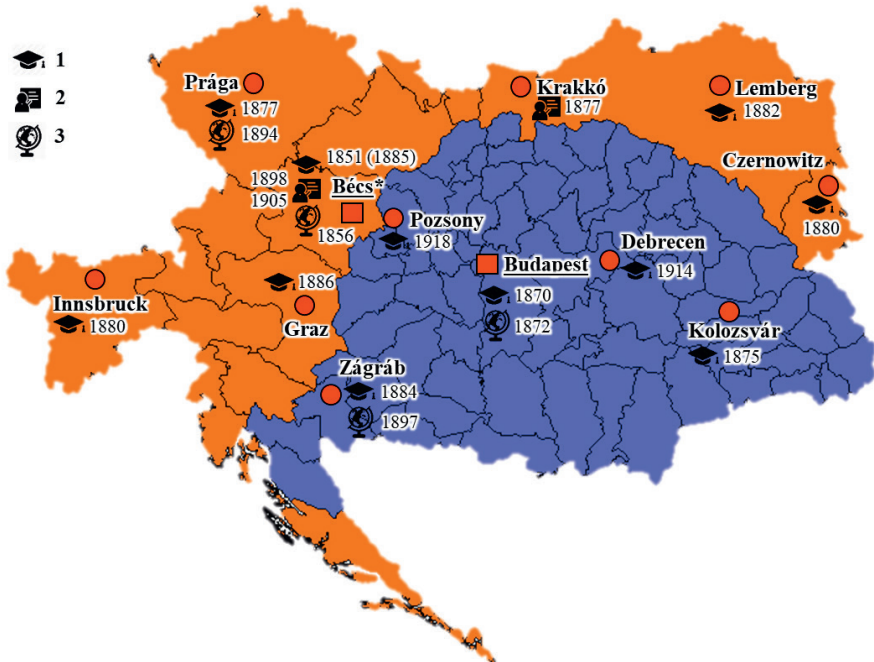 1
2
3
Prága
1877
1894
Krakkó
1877
Lemberg
1882
Czernowitz
1880
1851 (1885)
1898
1905
Bécs*
1856
Pozsony
1918
Budapest
1870
1872
Debrecen
1914
Kolozsvár
1875
Innsbruck
1880
1886
Graz
Zágráb
1884
1897